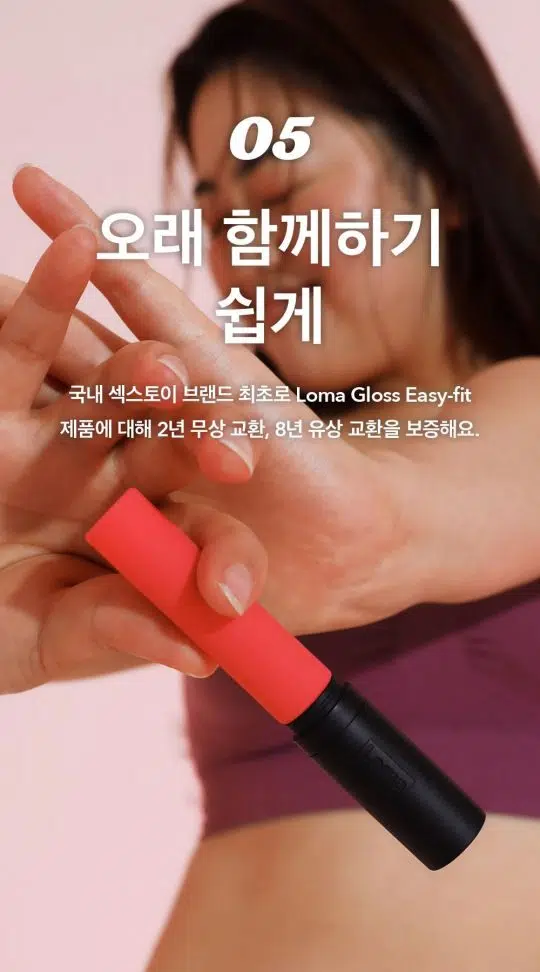 05
오래 함께하기
쉽게
국내 섹스토이 브랜드 최초로 Loma Gloss Easy-fit
제품에 대해 2년 무상 교환, 8년 유상 교환을 보증해요.